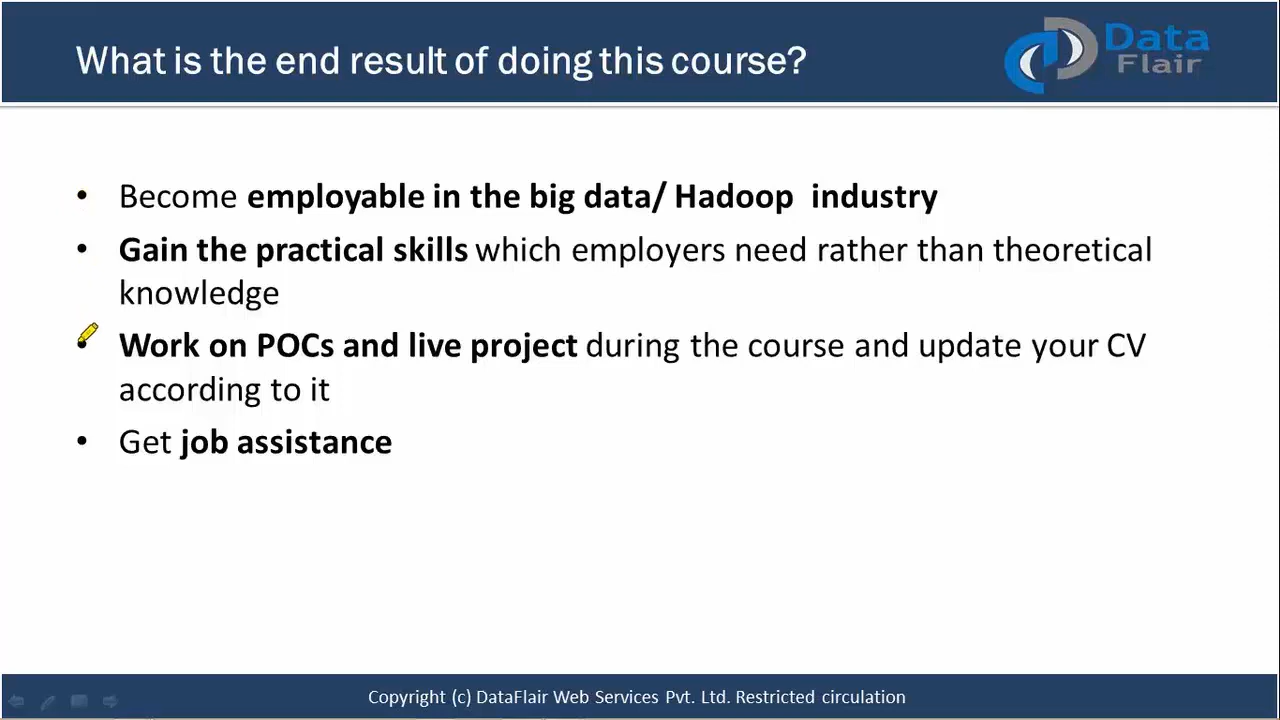 What is the end result of doing this course?
Data
Flair
• Become employable in the big data/ Hadoop  industry
• Gain the practical skills which employers need rather than theoretical
knowledge
• Work on POCs and live project during the course and update your CV
according to it
• Get job assistance
Copyright (c) DataFlair Web Services Pvt. Ltd. Restricted circulation